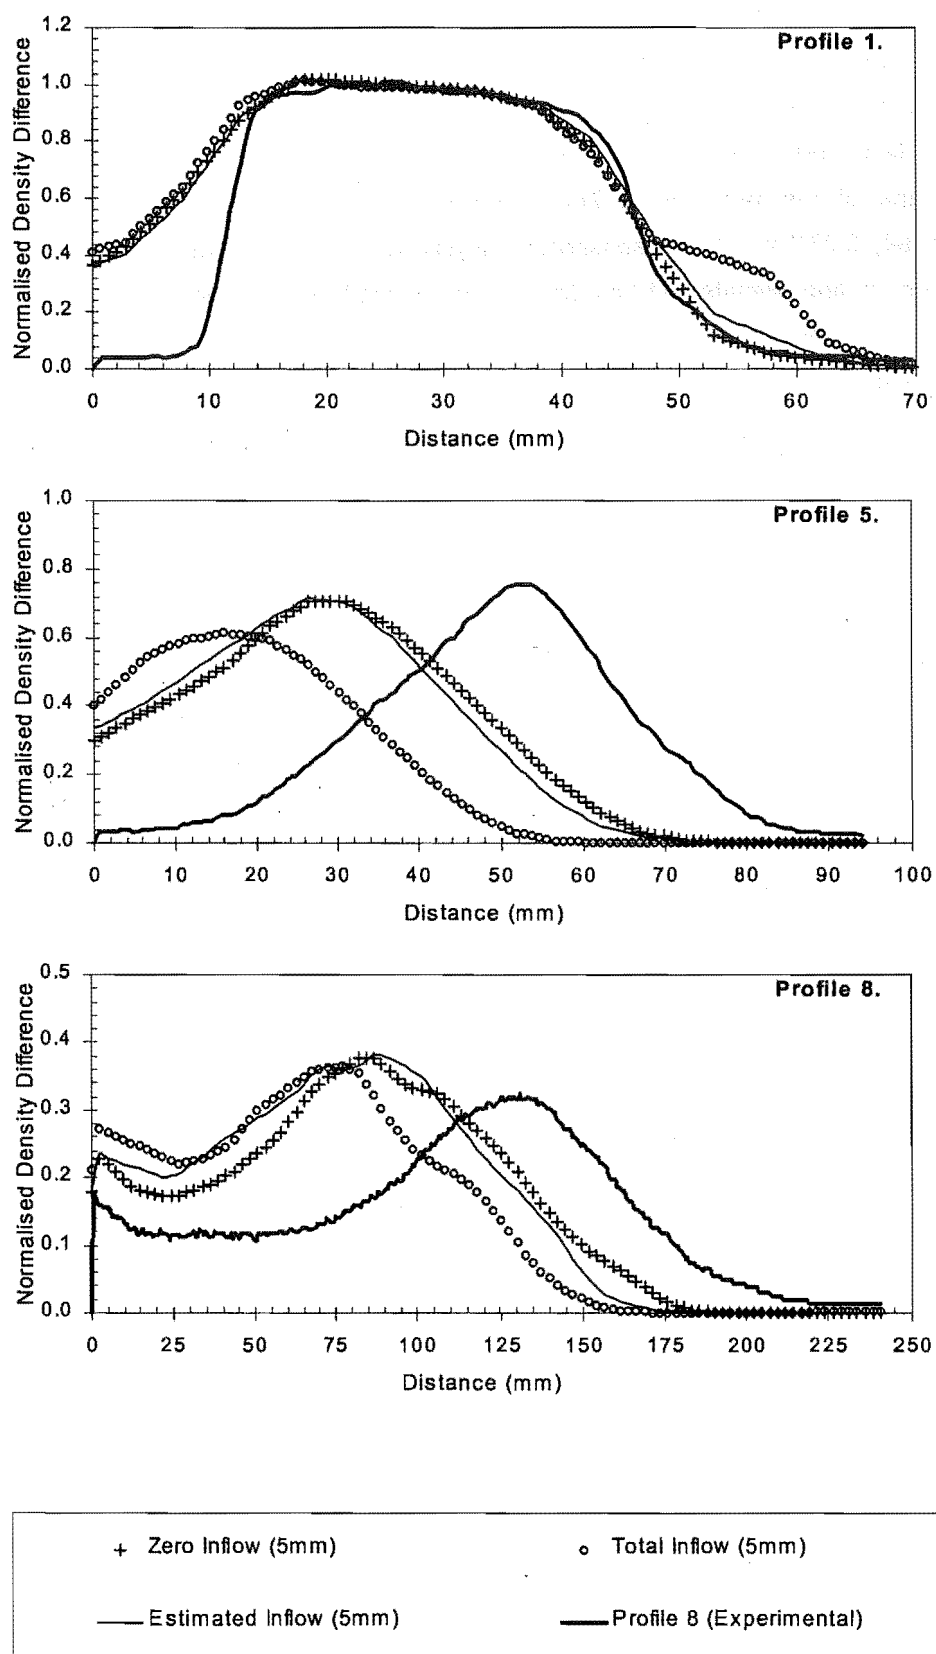 Profile 1.
Normalised Density Difference
1.2
1.0
0.8
0.6
0.4
0.2
0.0
0 10 20 30 40 50 60 70
Distance (mm)
Profile 5.
Normalised Density Difference
1.0
0.8
0.6
0.4
0.2
0.0
0 10 20 30 40 50 60 70 80 90 100
Distance (mm)
Profile 8.
Normalised Density Difference
0.5
0.4
0.3
0.2
0.1
0.0
0 25 50 75 100 125 150 175 200 225 250
Distance (mm)
+ Zero Inflow (5mm)
o Total Inflow (5mm)
Estimated Inflow (5mm)
Profile 8 (Experimental)